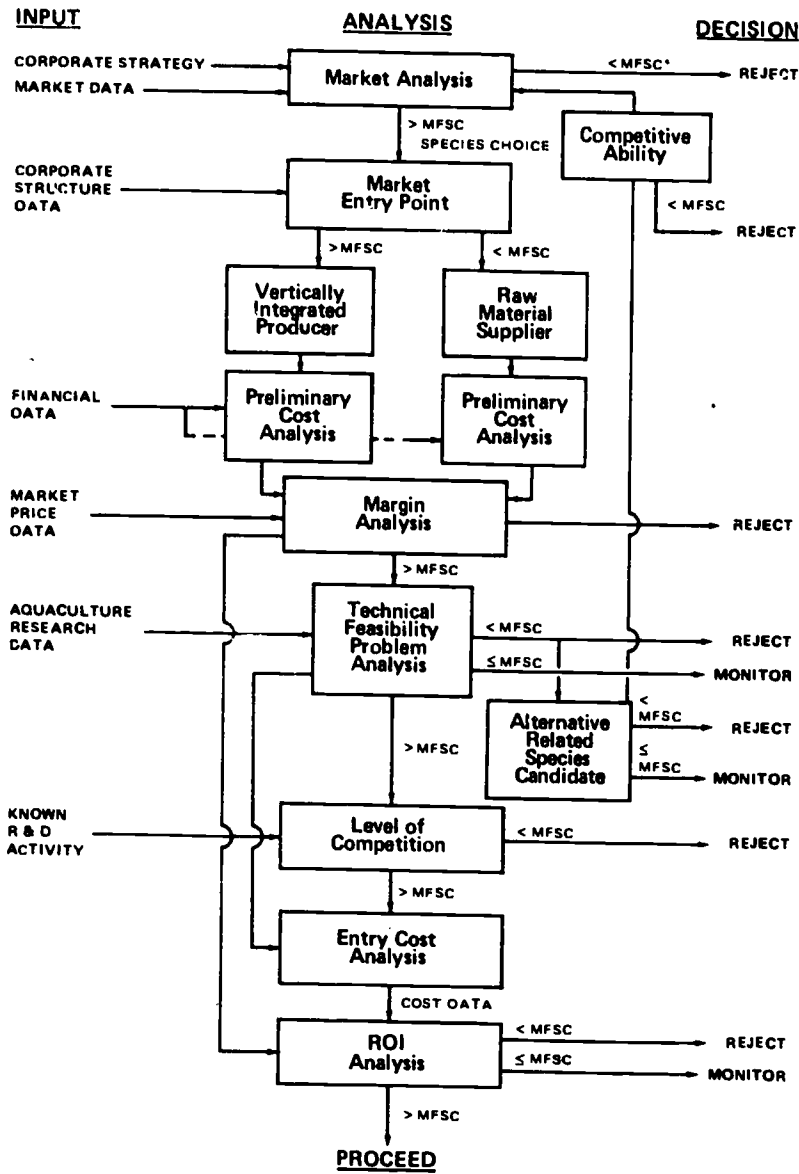 INPUT
ANALYSIS
DECISION
CORPORATE STRATEGY
MARKET DATA
Market Analysis
< MFSC*
REJECT
> MFSC
SPECIES CHOICE
Competitive
Ability
< MFSC
REJECT
CORPORATE
STRUCTURE
DATA
Market
Entry Point
> MFSC
< MFSC
Vertically
Integrated
Producer
Raw
Material
Supplier
FINANCIAL
DATA
Preliminary
Cost
Analysis
Preliminary
Cost
Analysis
MARKET
PRICE
DATA
Margin
Analysis
REJECT
> MFSC
AQUACULTURE
RESEARCH
DATA
Technical
Feasibility
Problem
Analysis
< MFSC
REJECT
≤ MFSC
MONITOR
> MFSC
Alternative
Related
Species
Candidate
<
MFSC
REJECT
≤
MFSC
MONITOR
KNOWN
R & D
ACTIVITY
Level of
Competition
< MFSC
REJECT
> MFSC
Entry Cost
Analysis
COST DATA
ROI
Analysis
< MFSC
REJECT
≤ MFSC
MONITOR
> MFSC
PROCEED